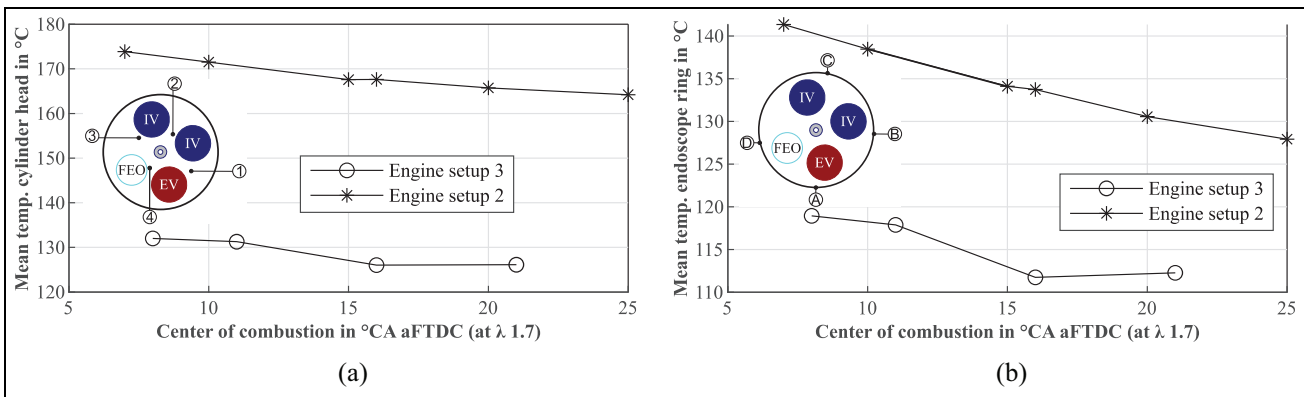 Mean temp. cylinder head in °C
180
170
160
150
140
130
120
5
10
15
20
25
IV
IV
FEO
EV
1
2
3
4
Engine setup 3
Engine setup 2
Center of combustion in °CA aFTDC (at λ 1.7)
(a)
Mean temp. endoscope ring in °C
140
135
130
125
120
115
110
5
10
15
20
25
IV
IV
FEO
EV
A
B
C
D
Engine setup 3
Engine setup 2
Center of combustion in °CA aFTDC (at λ 1.7)
(b)